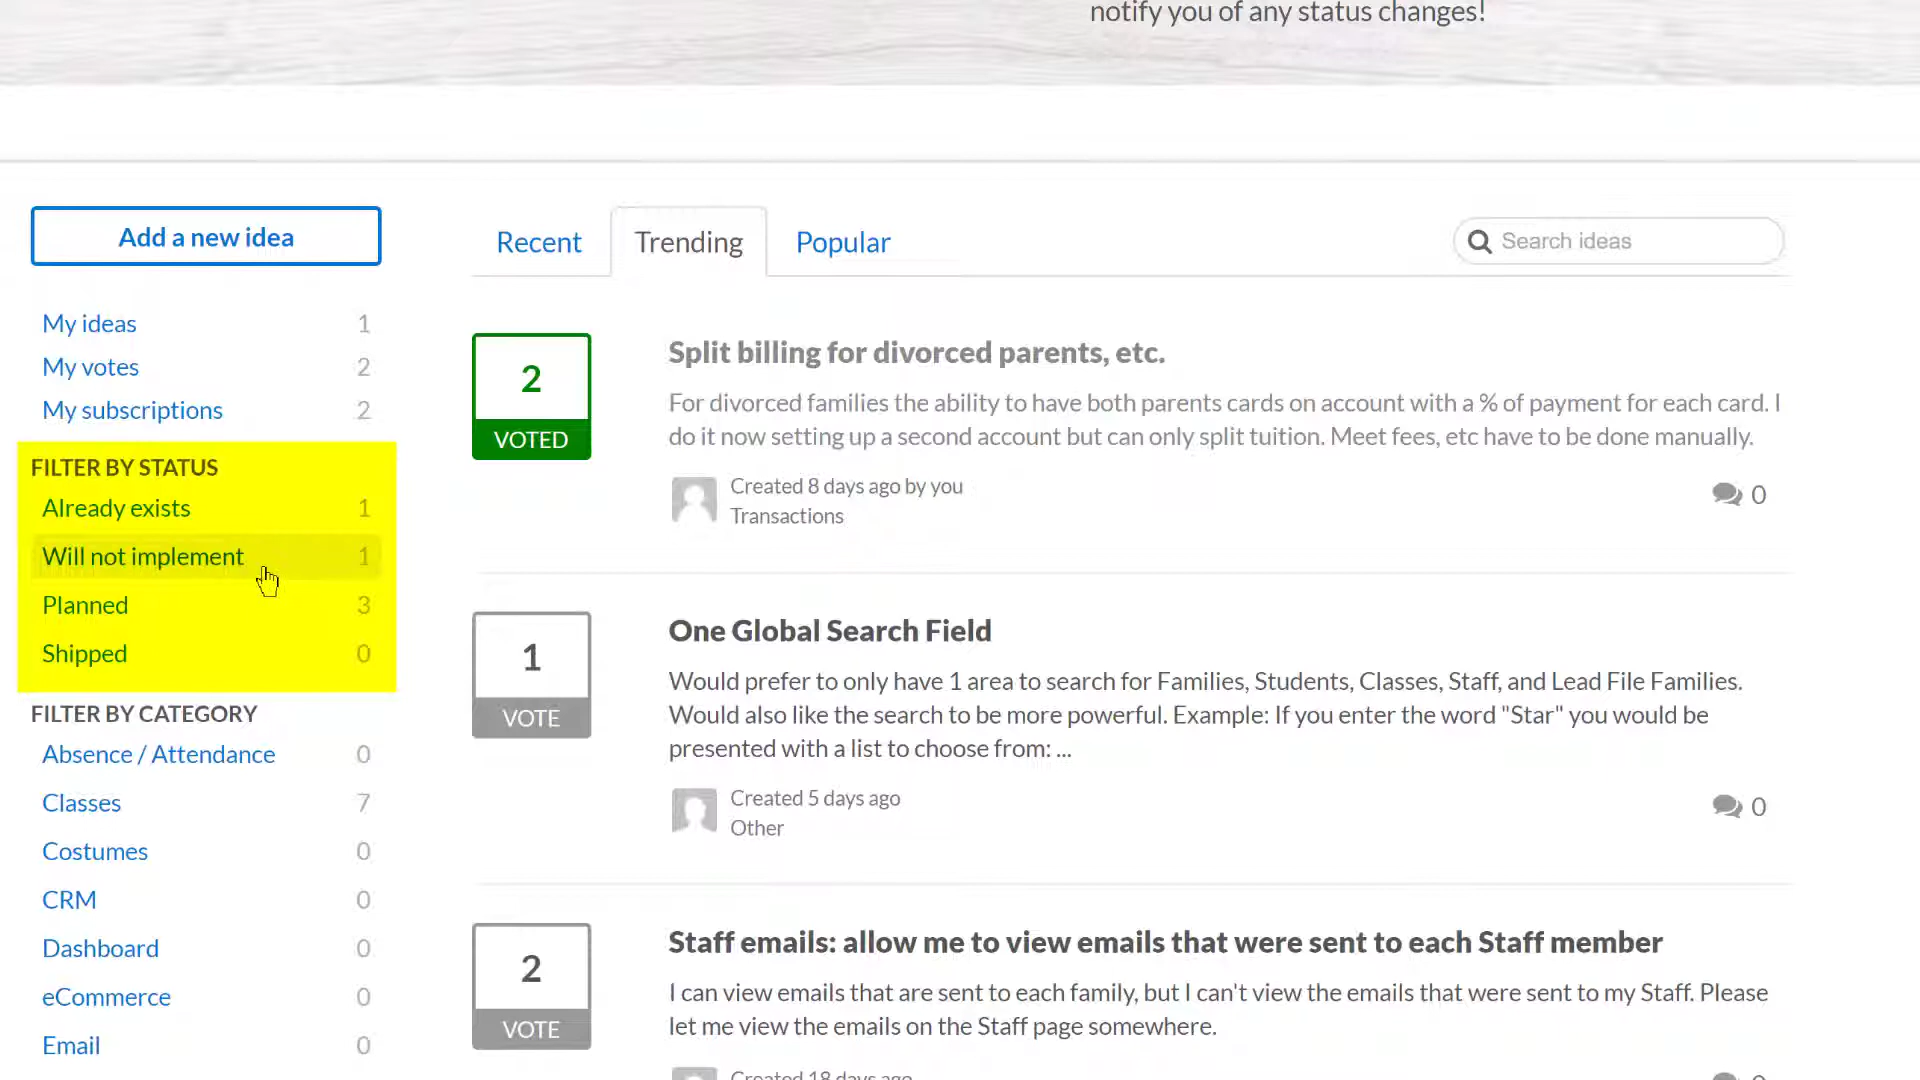 notify you of any status changes!
Add a new idea
My ideas 1
My votes 2
My subscriptions 2
FILTER BY STATUS
Already exists 1
Will not implement 1
Planned 3
Shipped 0
FILTER BY CATEGORY
Absence / Attendance 0
Classes 7
Costumes 0
CRM 0
Dashboard 0
eCommerce 0
Email 0
Recent Trending Popular
Search ideas
2
VOTED
Split billing for divorced parents, etc.
For divorced families the ability to have both parents cards on account with a % of payment for each card. I
do it now setting up a second account but can only split tuition. Meet fees, etc have to be done manually.
Created 8 days ago by you
Transactions
0
1
VOTE
One Global Search Field
Would prefer to only have 1 area to search for Families, Students, Classes, Staff, and Lead File Families.
Would also like the search to be more powerful. Example: If you enter the word "Star" you would be
presented with a list to choose from: ...
Created 5 days ago
Other
0
2
VOTE
Staff emails: allow me to view emails that were sent to each Staff member
I can view emails that are sent to each family, but I can't view the emails that were sent to my Staff. Please
let me view the emails on the Staff page somewhere.
Created 18 days ago